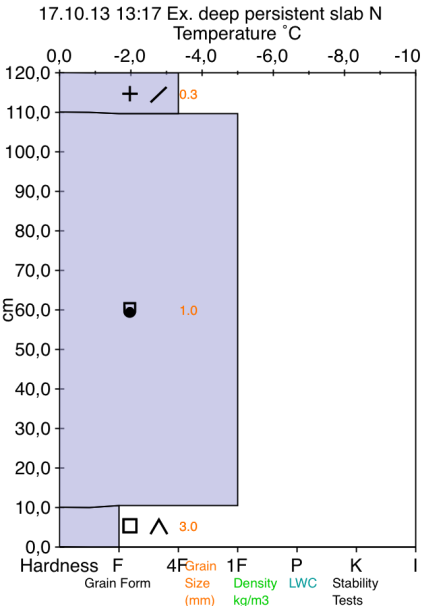 17.10.13 13:17 Ex. deep persistent slab N
Temperature °C
0,0 -2,0 -4,0 -6,0 -8,0 -10
120,0
0.3
110,0
100,0
90,0
80,0
70,0
60,0 1.0
cm
50,0
40,0
30,0
20,0
10,0
3.0
0,0
Hardness F 4F 1F P K I
Grain Form Grain Size (mm) Density kg/m3 LWC Stability Tests